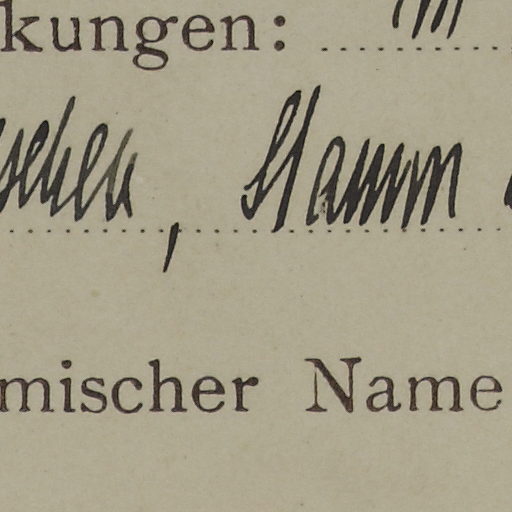 kungen:
, Stamm
mischer Name